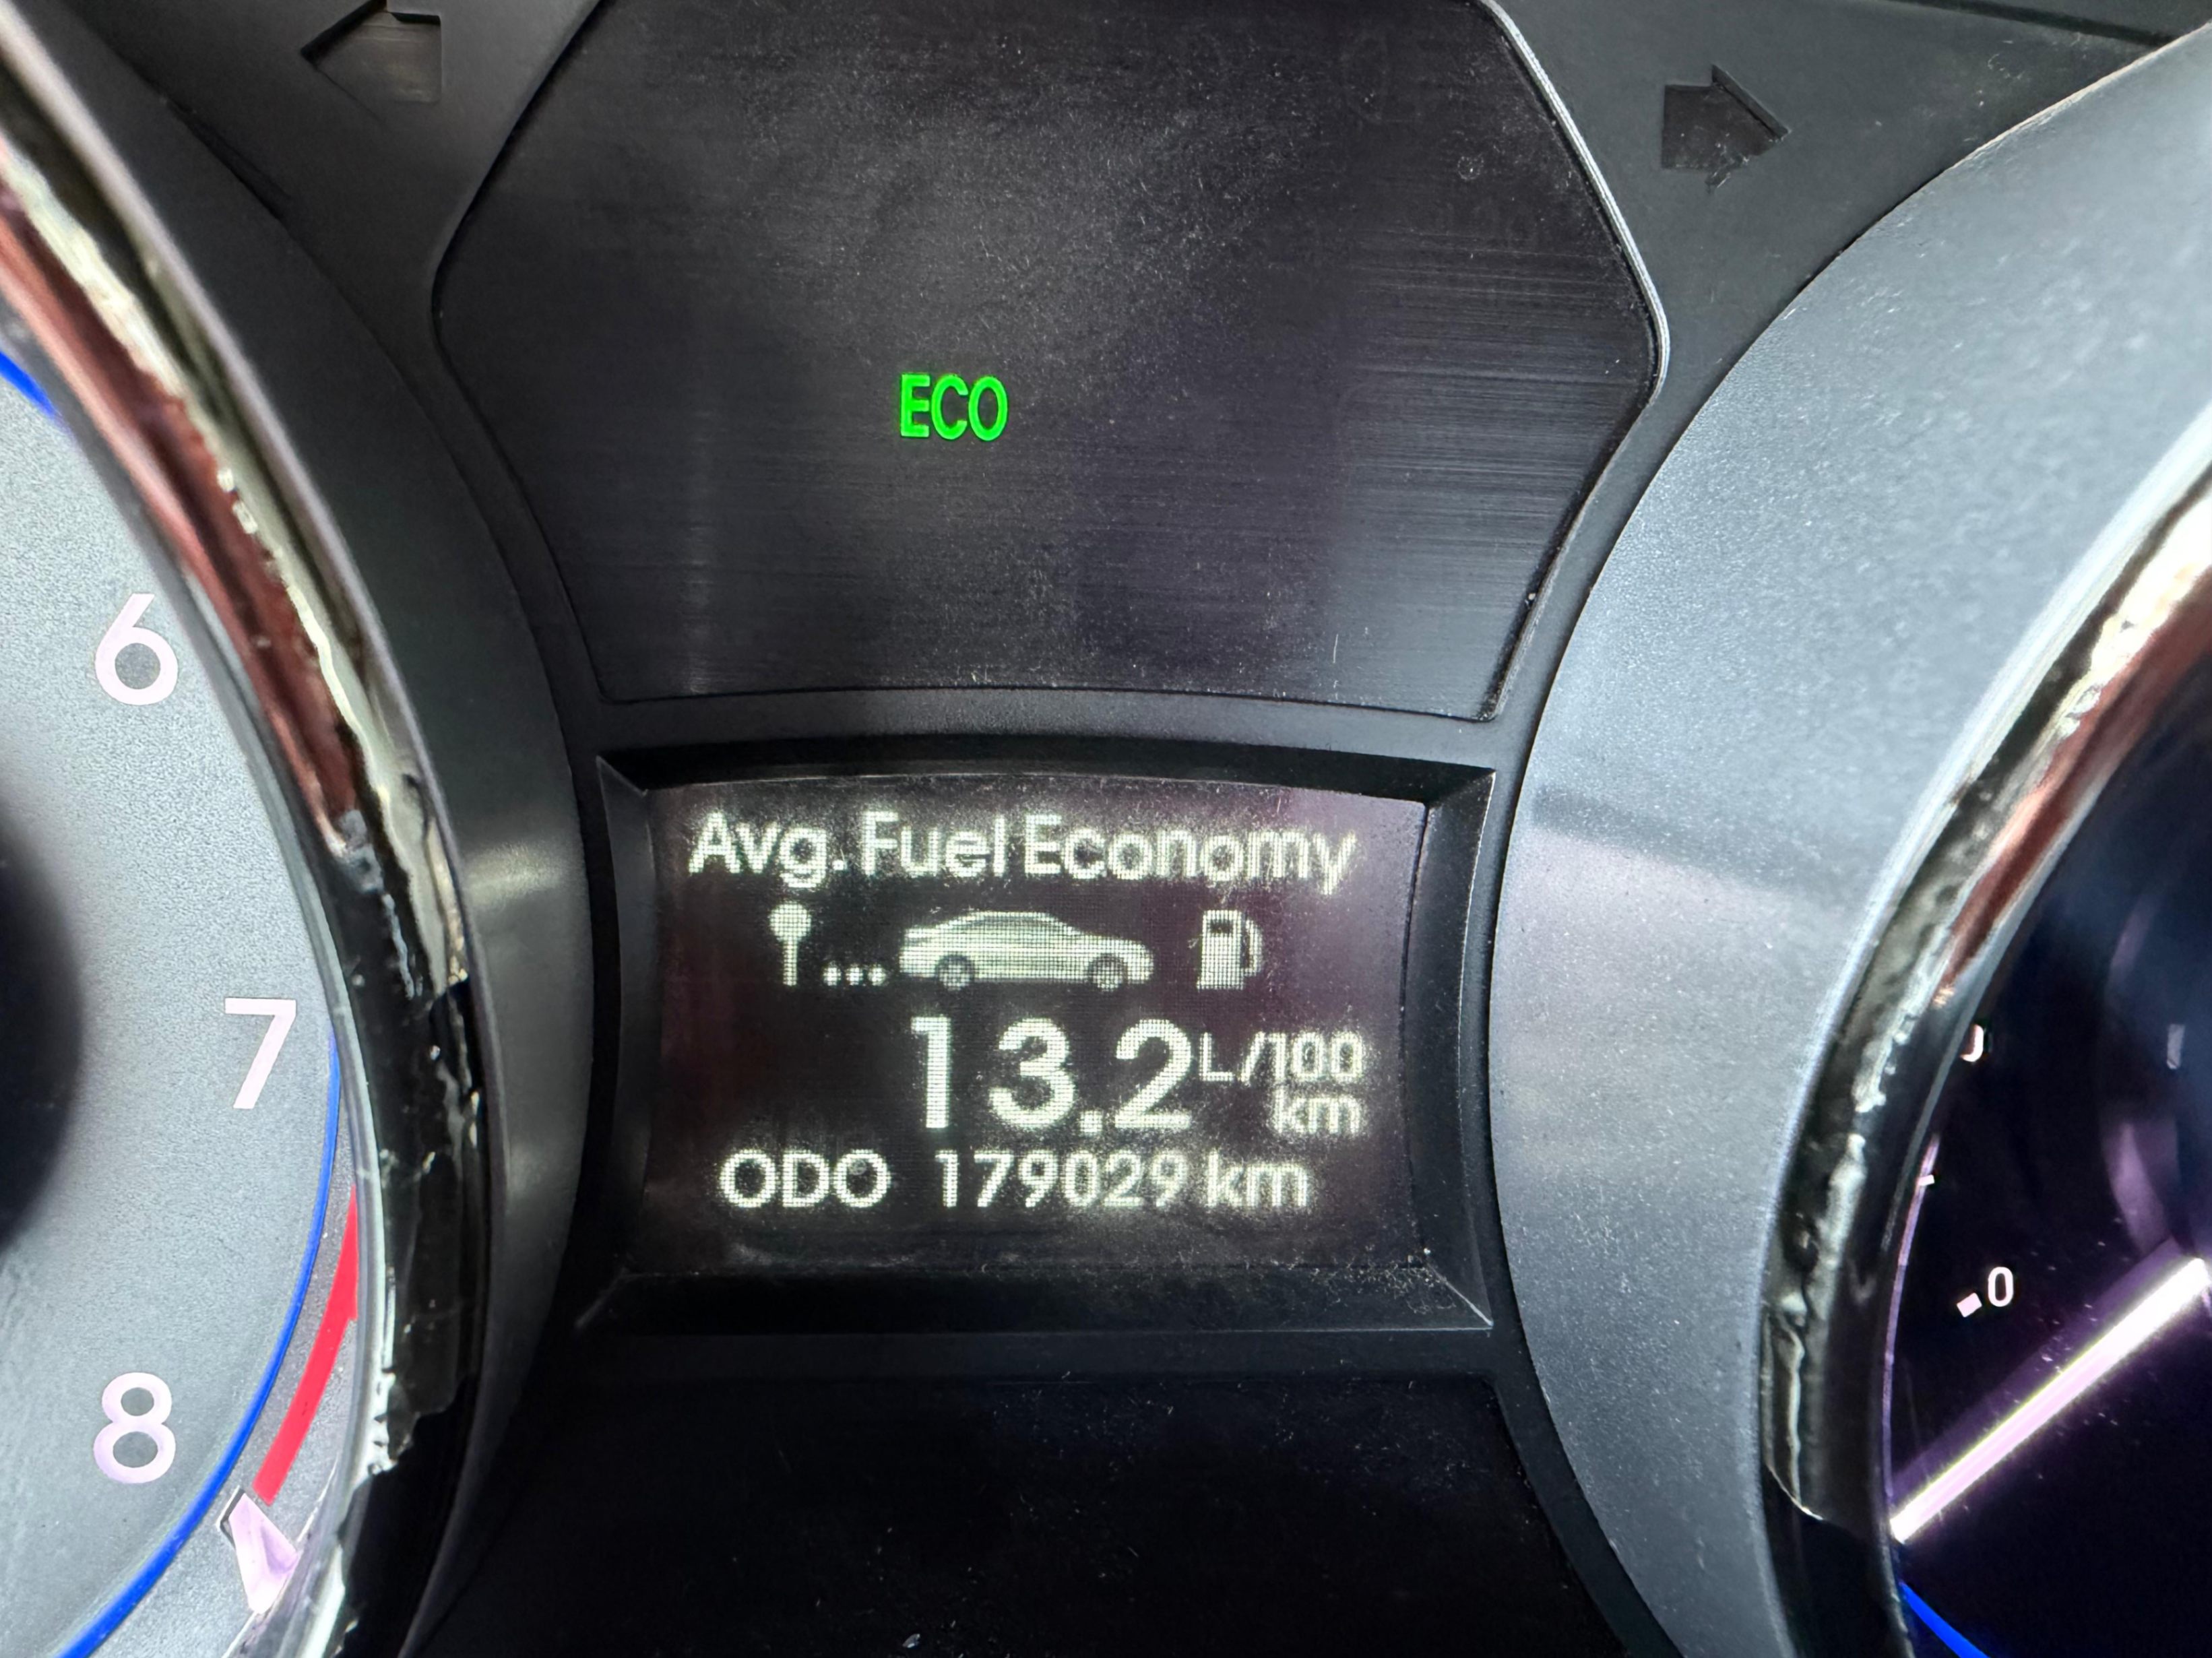 ECO
6
7
8
Avg. Fuel Economy
13.2 L/100 km
ODO 179029 km
0